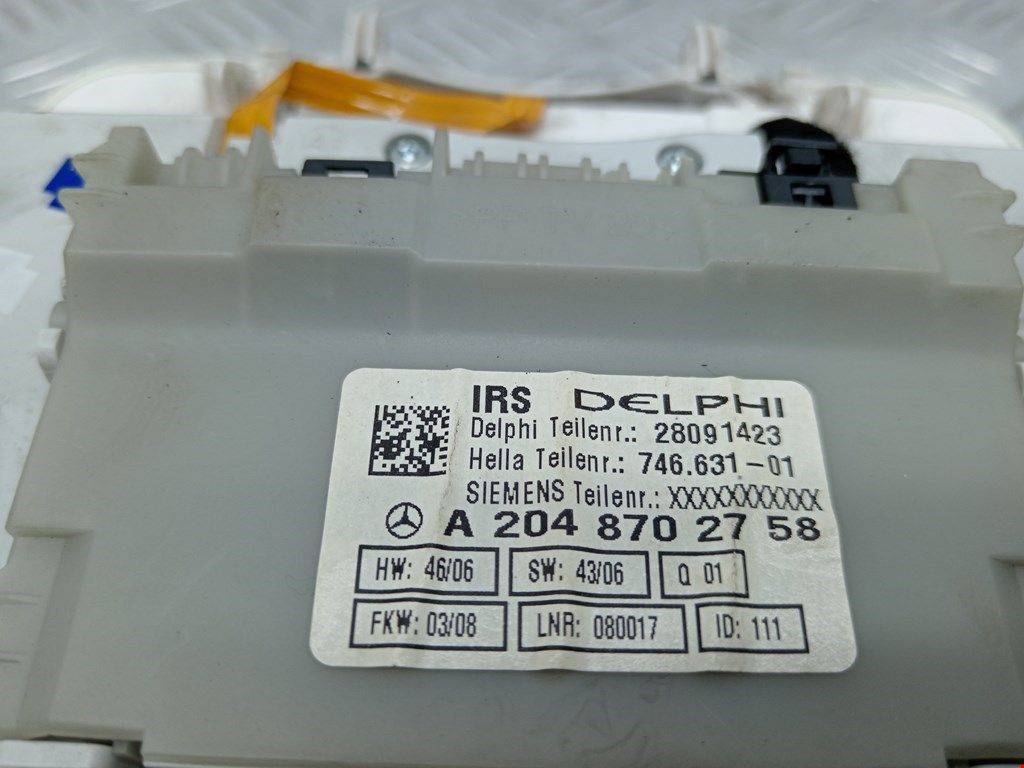 IRS DELPHI
Delphi Teilenr.: 28091423
Hella Teilenr.: 746.631-01
SIEMENS Teilenr.: XXXXXXXXXXX
A 204 870 27 58
HW: 46/06 SW: 43/06 Q 01
FKW: 03/08 LNR: 080017 ID: 111